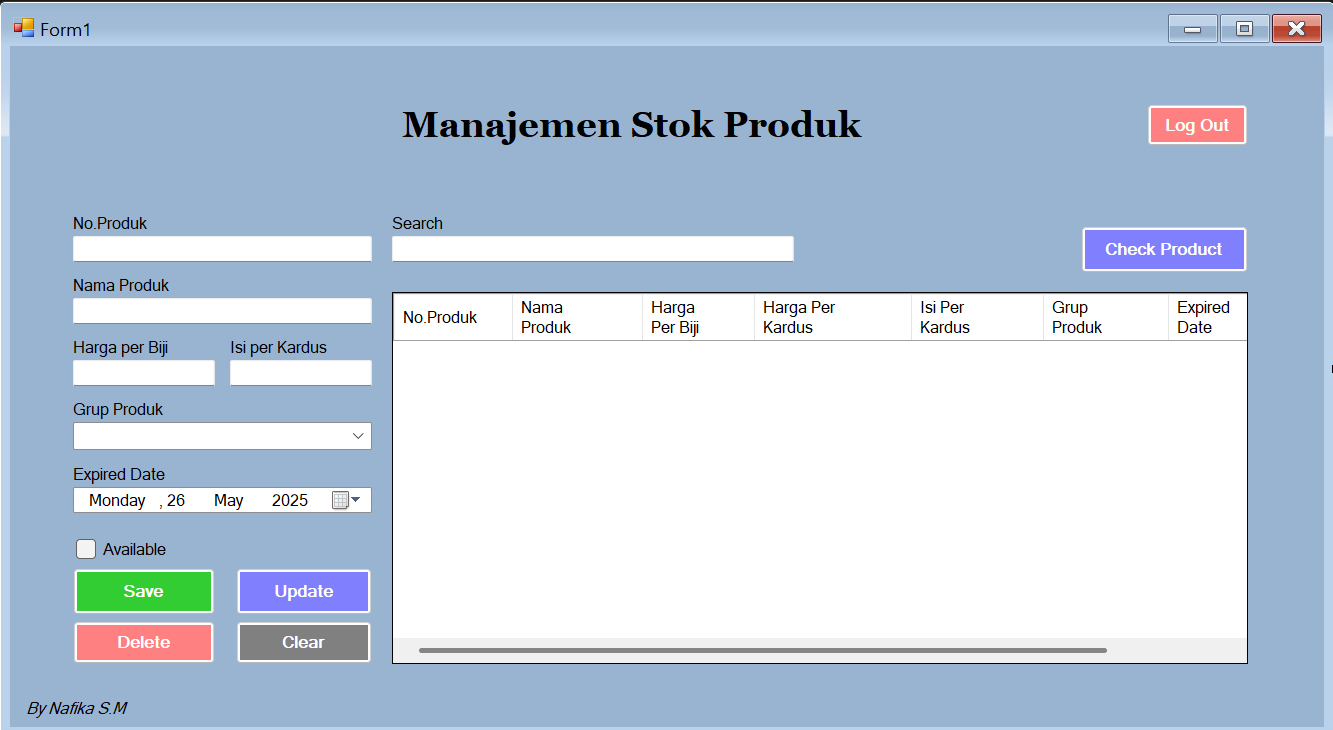 Form1
Manajemen Stok Produk
Log Out
No.Produk
Search
Check Product
Nama Produk
Harga per Biji
Isi per Kardus
Grup Produk
Expired Date
Monday , 26 May 2025
Available
Save
Update
Delete
Clear
No.Produk
Nama
Produk
Harga
Per Biji
Harga Per
Kardus
Isi Per
Kardus
Grup
Produk
Expired
Date
By Nafika S.M